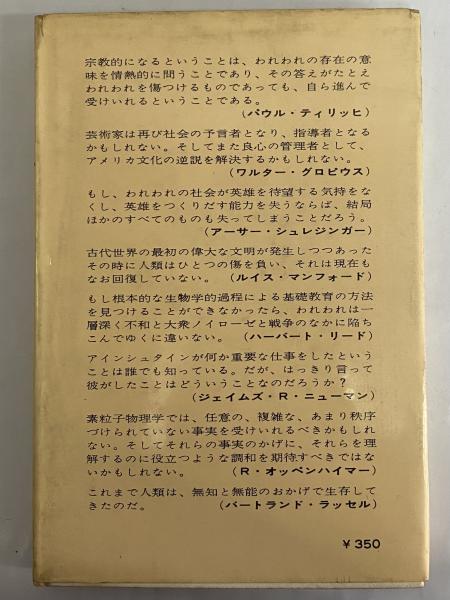 宗教的になるということは、われわれの存在の意
味を情熱的に問うことであり、その答えがたとえ
われわれを傷つけるものであっても、自ら進んで
受けいれるということである。
(パウル・ティリッヒ)
芸術家は再び社会の予言者となり、指導者となる
かもしれない。そしてまた良心の管理者として、
アメリカ文化の逆説を解決するかもしれない。
(ワルター・グロピウス)
もし、われわれの社会が英雄を待望する気持をな
くし、英雄をつくりだす能力を失うならば、結局
ほかのすべてのものも失ってしまうことだろう。
(アーサー・シュレジンガー)
古代世界の最初の偉大な文明が発生しつつあった
その時に人類はひとつの傷を負い、それは現在も
なお回復していない。(ルイス・マンフォード)
もし根本的な生物学的過程による基礎教育の方法
を見つけることができなかったら、われわれは一
層深く不和と大衆ノイローゼと戦争のなかに陥ち
こんでゆくに違いない。(ハーバート・リード)
アインシュタインが何か重要な仕事をしたという
ことは誰でも知っている。だが、はっきり言って
彼がしたことはどういうことなのだろうか?
(ジェイムズ・R・ニューマン)
素粒子物理学では、任意の、複雑な、あまり秩序
づけられていない事実を受けいれるべきかもしれ
ない。そしてそれらの事実のかげに、それらを理
解するのに役立つような調和を期待すべきではな
いかもしれない。(R・オッペンハイマー)
これまで人類は、無知と無能のおかげで生存して
きたのだ。(バートランド・ラッセル)
¥350